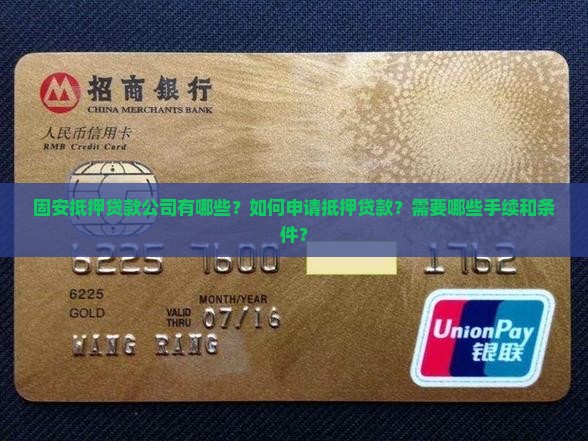 招商銀行
CHINA MERCHANTS BANK
人民币信用卡
RMB Credit Card
固安抵押贷款公司有哪些？如何申请抵押贷款？需要哪些手续和条
件？
6225 7600 1762
6225
MONTH/YEAR
GOLD
VALID
THRU 07/16
WANG RANG
UnionPay
银联